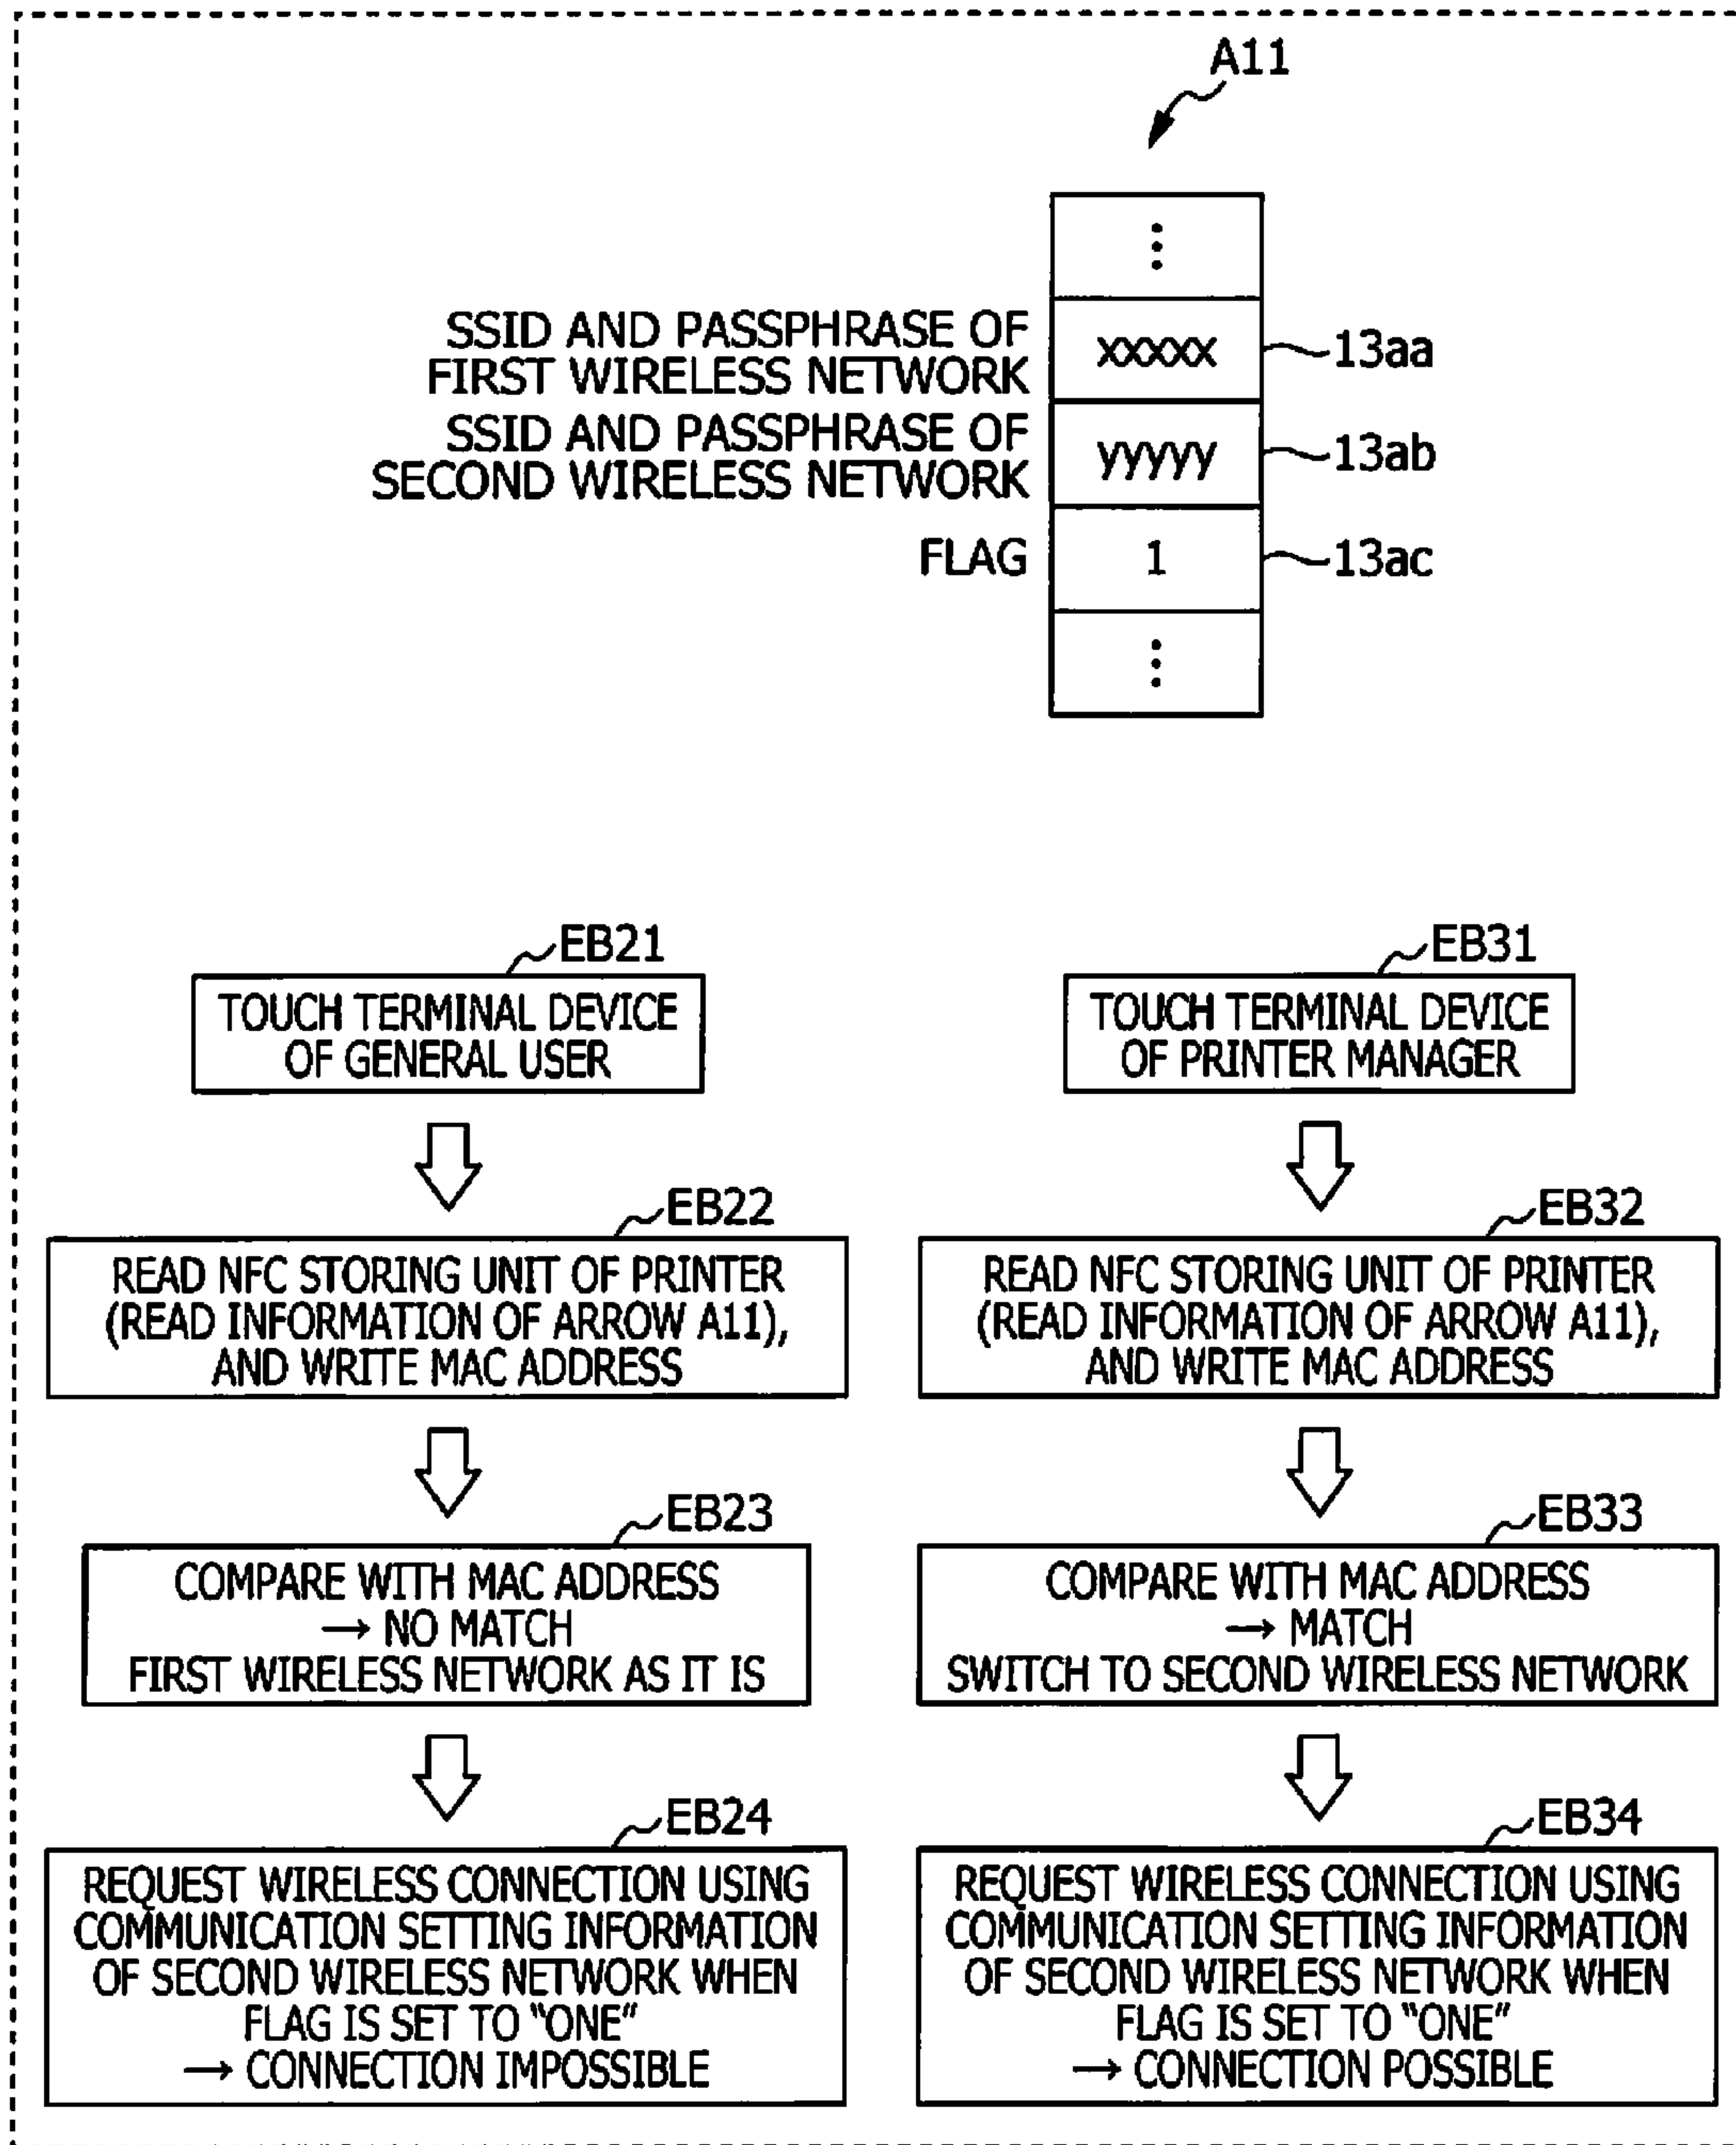 A11
⋮
SSID AND PASSPHRASE OF
FIRST WIRELESS NETWORK
xxxxx
13aa
SSID AND PASSPHRASE OF
SECOND WIRELESS NETWORK
yyyyy
13ab
FLAG
1
13ac
⋮
EB21
TOUCH TERMINAL DEVICE
OF GENERAL USER
EB22
READ NFC STORING UNIT OF PRINTER
(READ INFORMATION OF ARROW A11),
AND WRITE MAC ADDRESS
EB23
COMPARE WITH MAC ADDRESS
→ NO MATCH
FIRST WIRELESS NETWORK AS IT IS
EB24
REQUEST WIRELESS CONNECTION USING
COMMUNICATION SETTING INFORMATION
OF SECOND WIRELESS NETWORK WHEN
FLAG IS SET TO “ONE”
→ CONNECTION IMPOSSIBLE
EB31
TOUCH TERMINAL DEVICE
OF PRINTER MANAGER
EB32
READ NFC STORING UNIT OF PRINTER
(READ INFORMATION OF ARROW A11),
AND WRITE MAC ADDRESS
EB33
COMPARE WITH MAC ADDRESS
→ MATCH
SWITCH TO SECOND WIRELESS NETWORK
EB34
REQUEST WIRELESS CONNECTION USING
COMMUNICATION SETTING INFORMATION
OF SECOND WIRELESS NETWORK WHEN
FLAG IS SET TO “ONE”
→ CONNECTION POSSIBLE